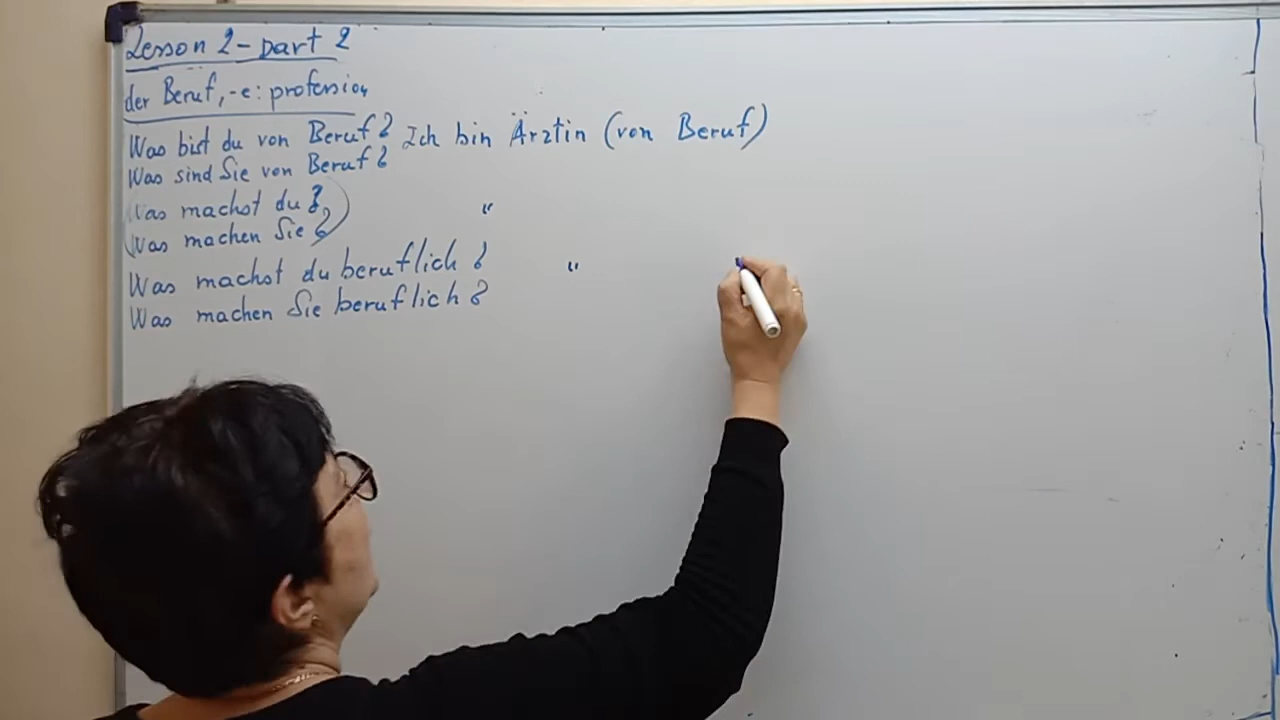 Lesson 2 - part 2
der Beruf, -e: profession
Was bist du von Beruf? Ich bin Ärztin (von Beruf)
Was sind Sie von Beruf?
(Was machst du?) "
(Was machen Sie?)
Was machst du beruflich? "
Was machen Sie beruflich?